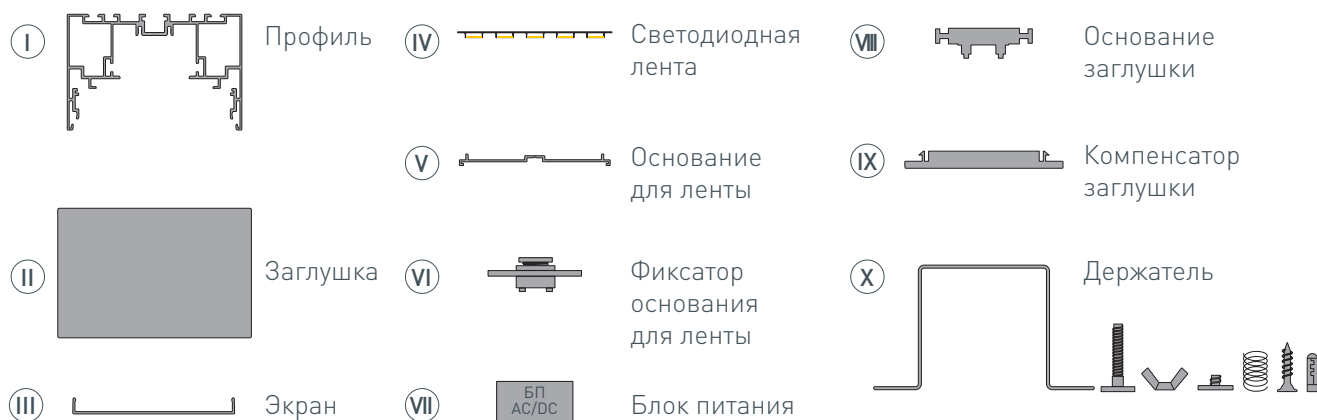 I
Профиль
II
Заглушка
III
Экран
IV
Светодиодная
лента
V
Основание
для ленты
VI
Фиксатор
основания
для ленты
VII
БП
AC/DC
Блок питания
VIII
Основание
заглушки
IX
Компенсатор
заглушки
X
Держатель